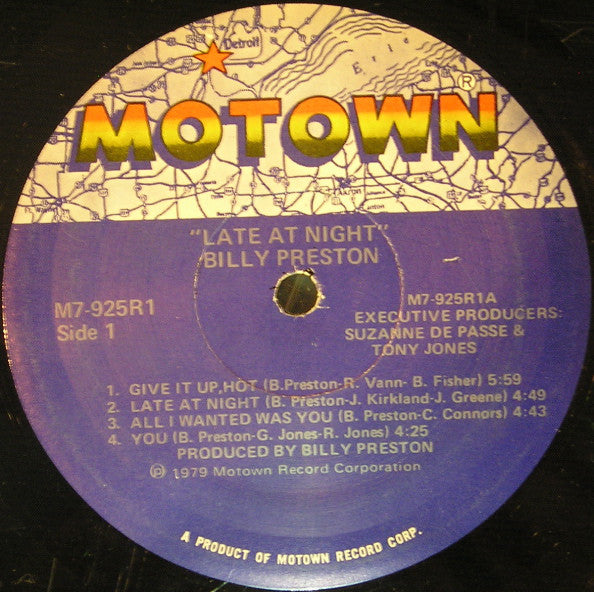 Detroit
Erie
MOTOWN®
Akron
"LATE AT NIGHT"
BILLY PRESTON
M7-925R1
Side 1
M7-925R1A
EXECUTIVE PRODUCERS:
SUZANNE DE PASSE &
TONY JONES
1. GIVE IT UP,HOT (B.Preston-R. Vann- B. Fisher) 5:59
2. LATE AT NIGHT (B. Preston-J. Kirkland-J. Greene) 4:49
3. ALL I WANTED WAS YOU (B. Preston-C. Connors) 4:43
4. YOU (B. Preston-G. Jones-R. Jones) 4:25
PRODUCED BY BILLY PRESTON
℗ 1979 Motown Record Corporation
A PRODUCT OF MOTOWN RECORD CORP.